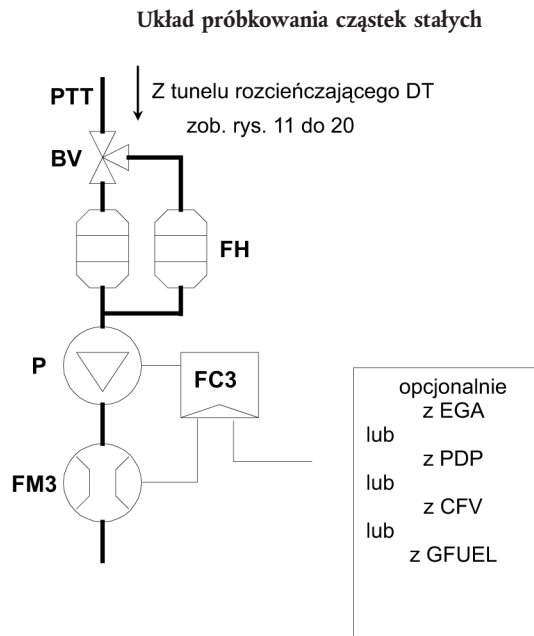 Układ próbkowania cząstek stałych
PTT
Z tunelu rozcieńczającego DT
zob. rys. 11 do 20
BV
FH
P
FC3
FM3
opcjonalnie
z EGA
lub
z PDP
lub
z CFV
lub
z GFUEL